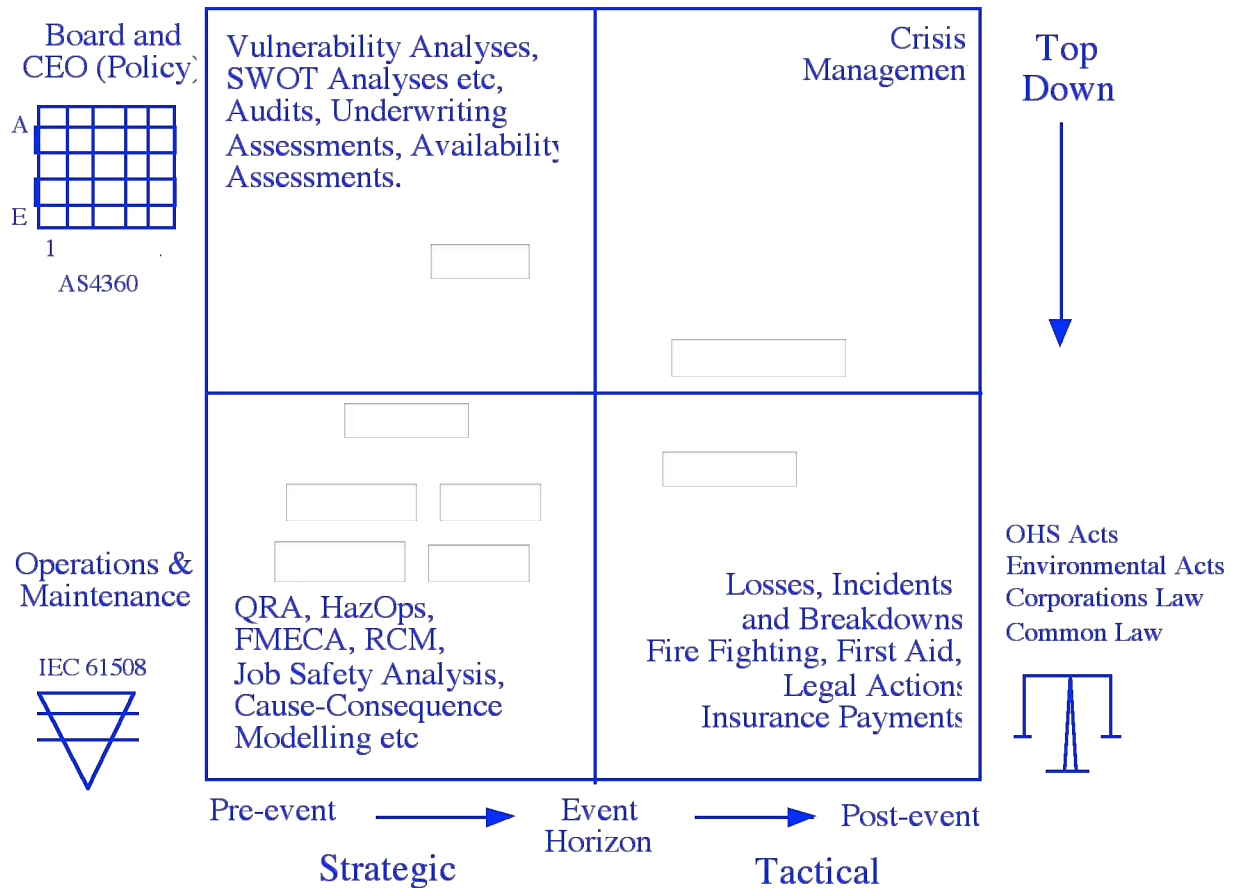 Board and
CEO (Policy)
A
E
1
AS4360
Vulnerability Analyses,
SWOT Analyses etc,
Audits, Underwriting
Assessments, Availability
Assessments.
Crisis
Managemen
Top
Down
Operations &
Maintenance
IEC 61508
QRA, HazOps,
FMECA, RCM,
Job Safety Analysis,
Cause-Consequence
Modelling etc
Losses, Incidents
and Breakdowns
Fire Fighting, First Aid,
Legal Actions
Insurance Payments
OHS Acts
Environmental Acts
Corporations Law
Common Law
Pre-event
Event
Horizon
Post-event
Strategic
Tactical